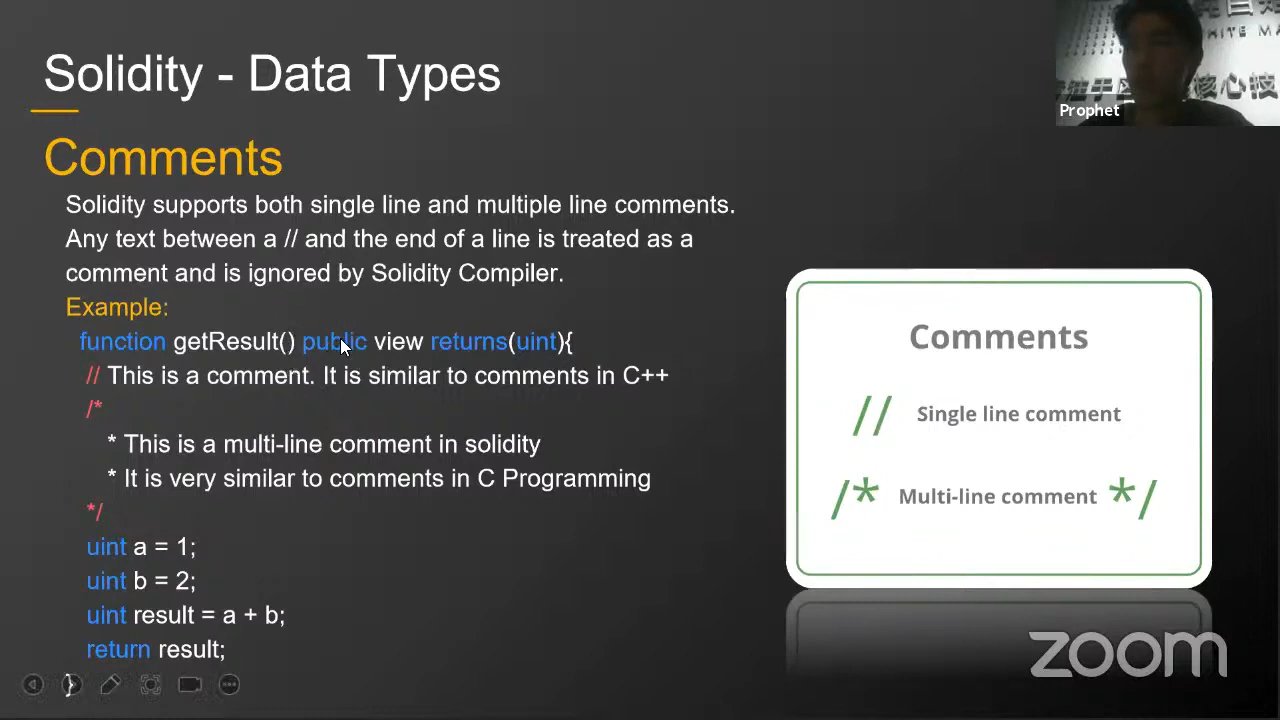 Solidity - Data Types
Comments
Solidity supports both single line and multiple line comments.
Any text between a // and the end of a line is treated as a
comment and is ignored by Solidity Compiler.
Example:
function getResult() public view returns(uint){
// This is a comment. It is similar to comments in C++
/*
* This is a multi-line comment in solidity
* It is very similar to comments in C Programming
*/
uint a = 1;
uint b = 2;
uint result = a + b;
return result;
}
Comments
// Single line comment
/* Multi-line comment */
Prophet
zoom